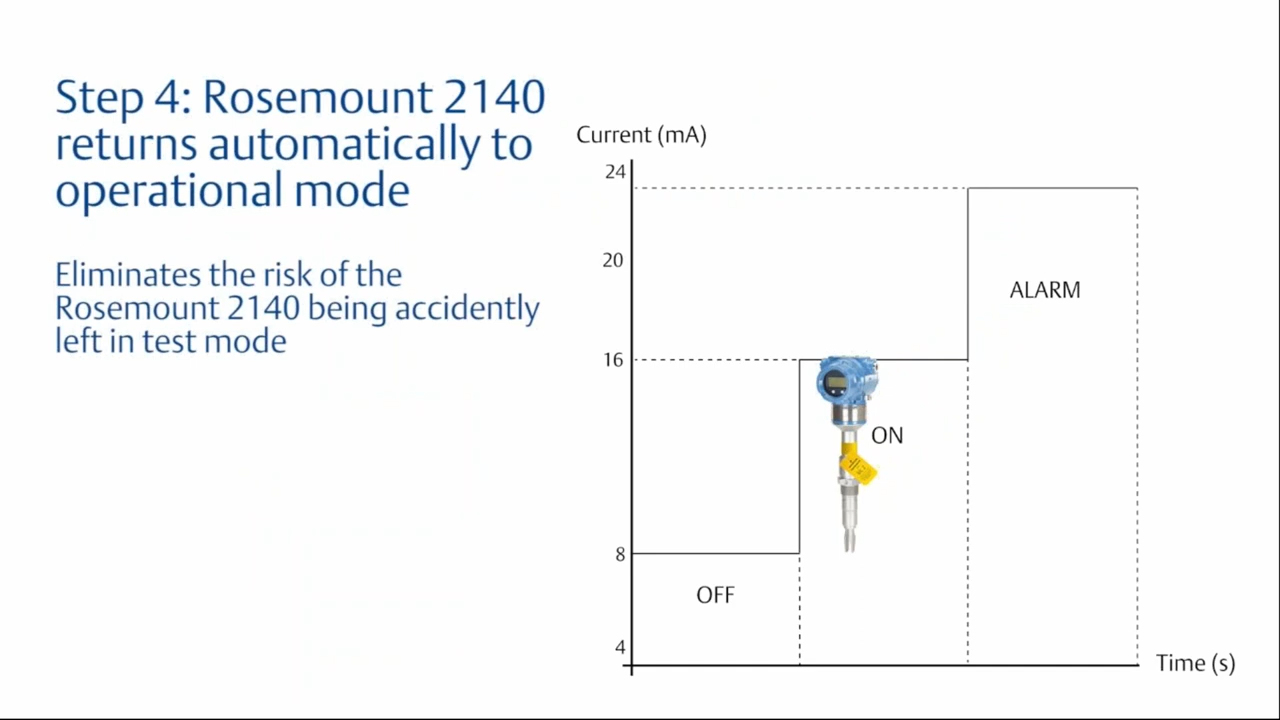 Step 4: Rosemount 2140
returns automatically to
operational mode
Eliminates the risk of the
Rosemount 2140 being accidently
left in test mode
Current (mA)
24
20
ALARM
16
ON
8
OFF
4
Time (s)